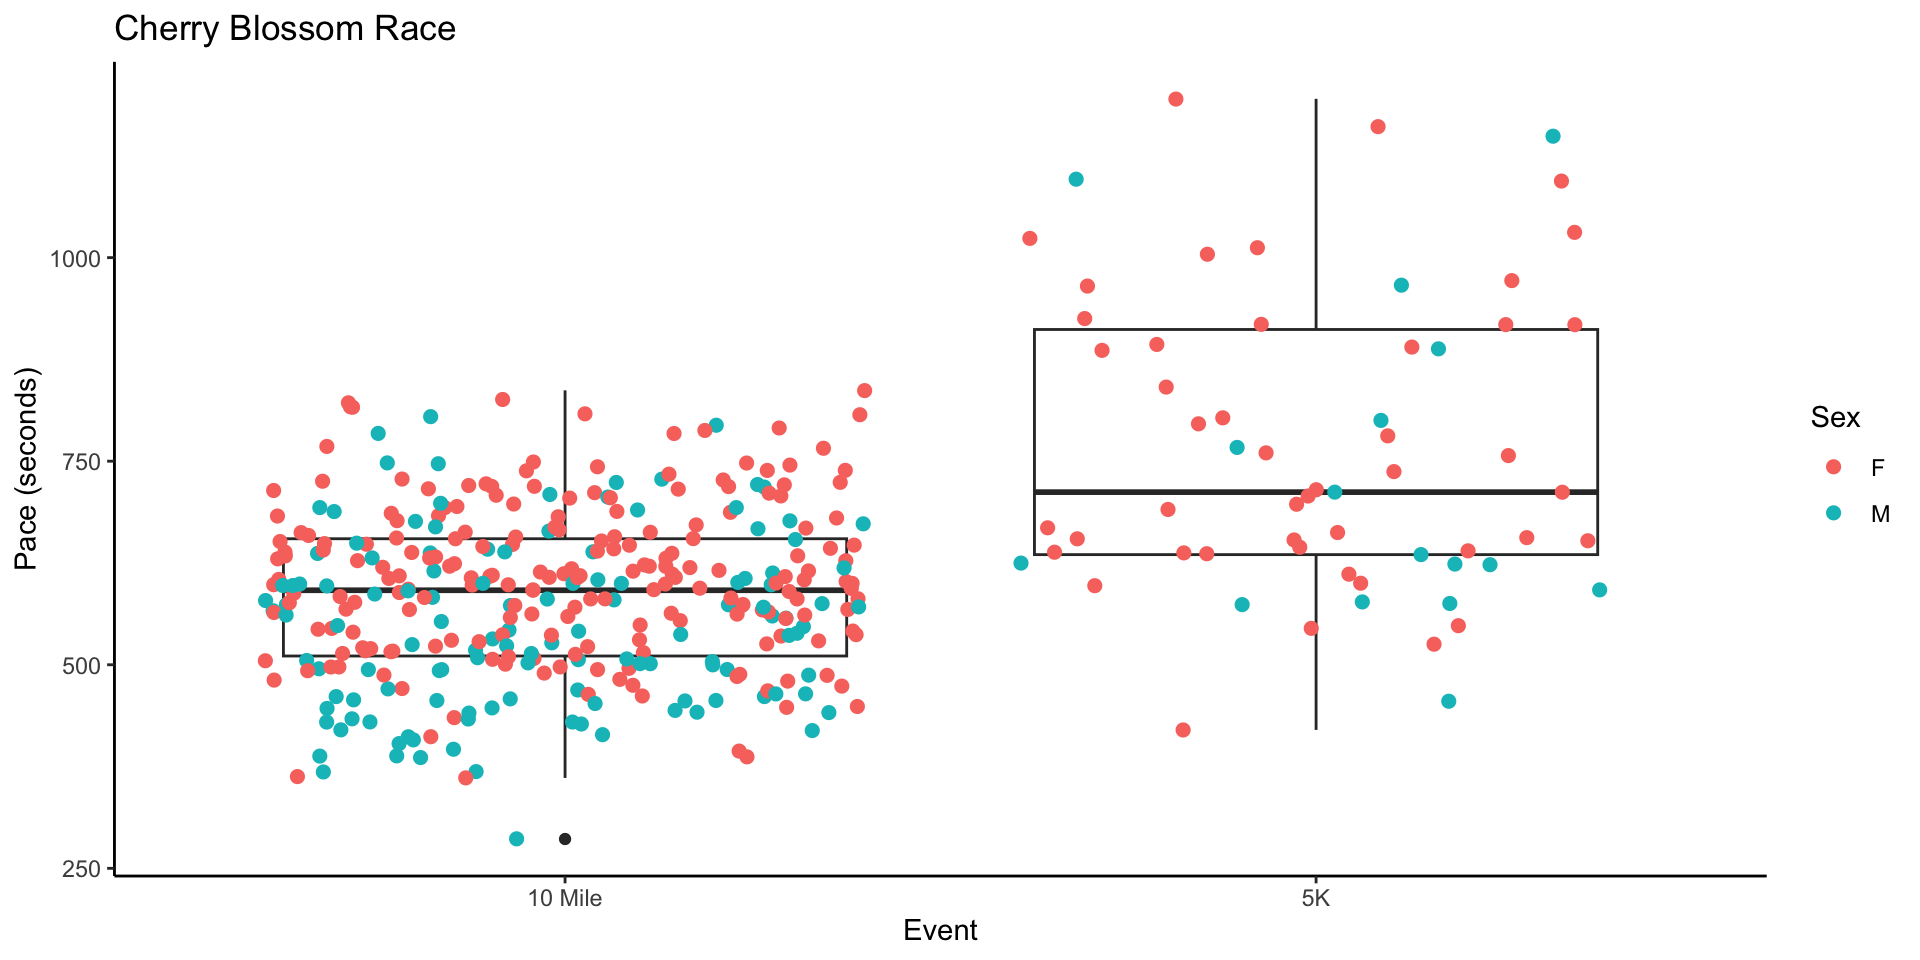 Cherry Blossom Race
Pace (seconds)
1000
750
500
250
10 Mile
5K
Event
Sex
F
M